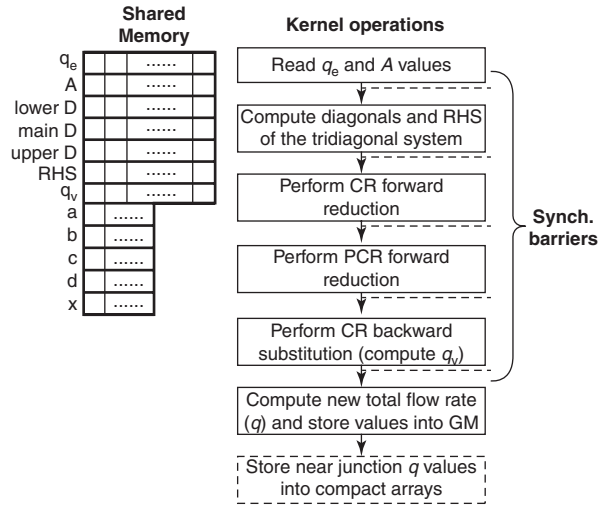 Shared
Memory
qe
A
lower D
main D
upper D
RHS
qv
a
b
c
d
x
......
......
......
......
......
......
......
......
......
......
......
......
Kernel operations
Read qe and A values
Compute diagonals and RHS
of the tridiagonal system
Perform CR forward
reduction
Perform PCR forward
reduction
Perform CR backward
substitution (compute qv)
Compute new total flow rate
(q) and store values into GM
Store near junction q values
into compact arrays
Synch.
barriers